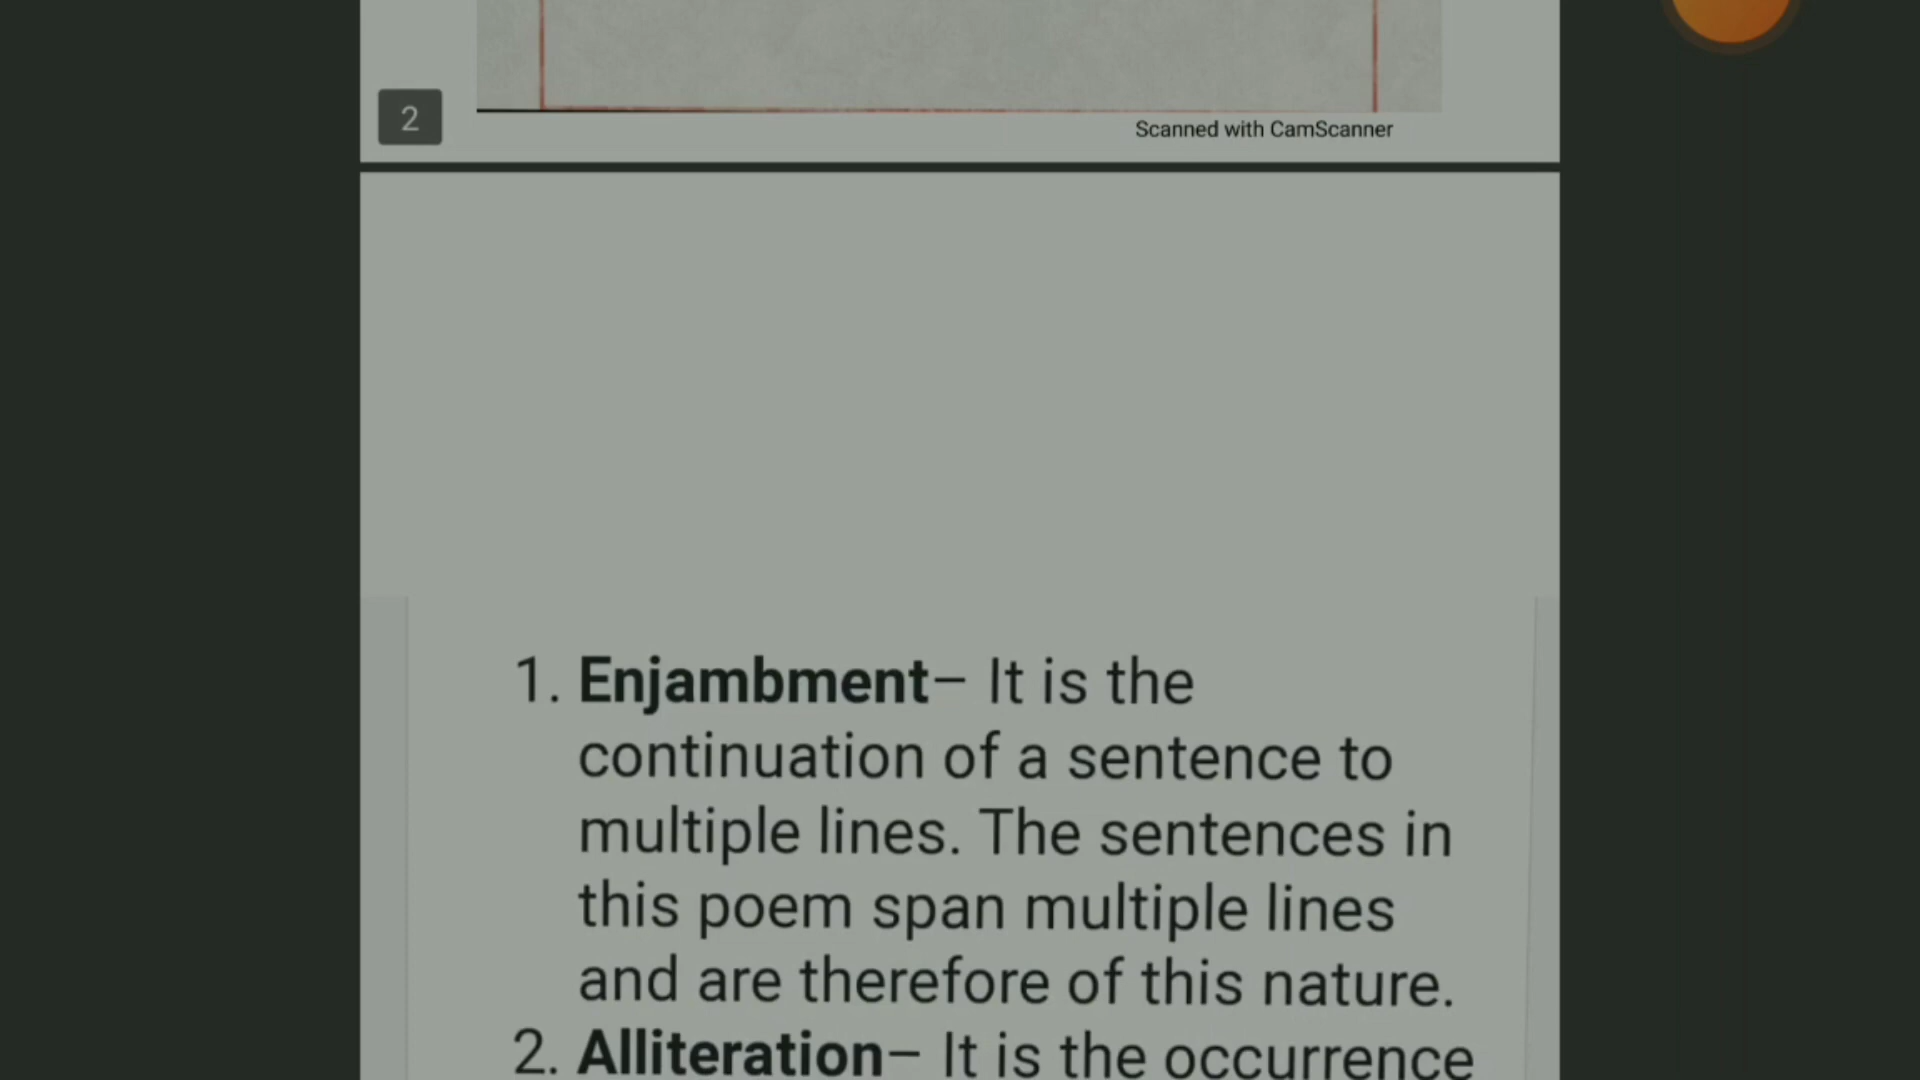 2
Scanned with CamScanner
1. Enjambment– It is the
continuation of a sentence to
multiple lines. The sentences in
this poem span multiple lines
and are therefore of this nature.
2. Alliteration– It is the occurrence